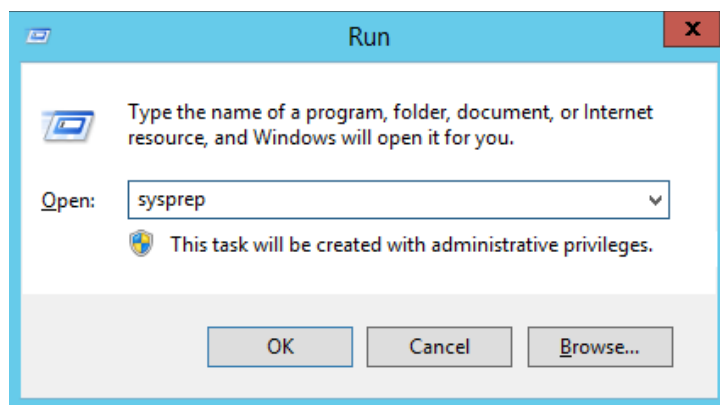 Run
x
Type the name of a program, folder, document, or Internet
resource, and Windows will open it for you.
Open: sysprep
This task will be created with administrative privileges.
OK Cancel Browse...